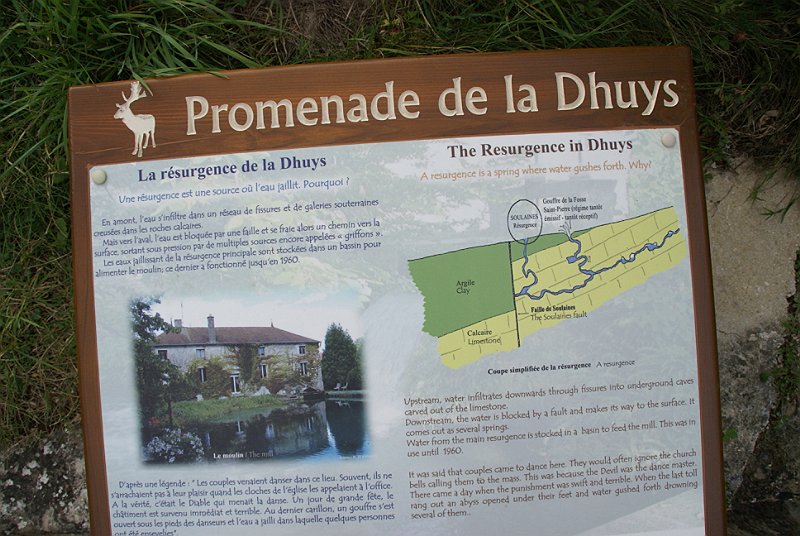 Promenade de la Dhuys
La résurgence de la Dhuys
Une résurgence est une source où l'eau jaillit. Pourquoi ?
En amont, l'eau s'infiltre dans un réseau de fissures et de galeries souterraines
creusées dans les roches calcaires.
Mais vers l'aval, l'eau est bloquée par une faille et se fraie alors un chemin vers la
surface, sortant sous pression par de multiples sources encore appelées « griffons ».
Les eaux jaillissant de la résurgence principale sont stockées dans un bassin pour
alimenter le moulin; ce dernier a fonctionné jusqu'en 1960.
Le moulin / The mill
D'après une légende : " Les couples venaient danser dans ce lieu. Souvent, ils ne
s'arrachaient pas à leur plaisir quand les cloches de l'église les appelaient à l'office.
A la vérité, c'était le Diable qui menait la danse. Un jour de grande fête, le
châtiment est survenu immédiat et terrible. Au dernier carillon, un gouffre s'est
ouvert sous les pieds des danseurs et l'eau a jailli dans laquelle quelques personnes
ont été ensevelies".
The Resurgence in Dhuys
A resurgence is a spring where water gushes forth. Why?
SOULAINES
Résurgence
Gouffre de la Fosse
Saint-Pierre (régime tantôt
émissif - tantôt réceptif)
Argile
Clay
Calcaire
Limestone
Faille de Soulaines
The Soulaines fault
Coupe simplifiée de la résurgence A resurgence
Upstream, water infiltrates downwards through fissures into underground caves
carved out of the limestone.
Downstream, the water is blocked by a fault and makes its way to the surface. It
comes out as several springs.
Water from the main resurgence is stocked in a basin to feed the mill. This was in
use until 1960.
It was said that couples came to dance here. They would often ignore the church
bells calling them to the mass. This was because the Devil was the dance master.
There came a day when the punishment was swift and terrible. When the last toll
rang out an abyss opened under their feet and water gushed forth drowning
several of them..